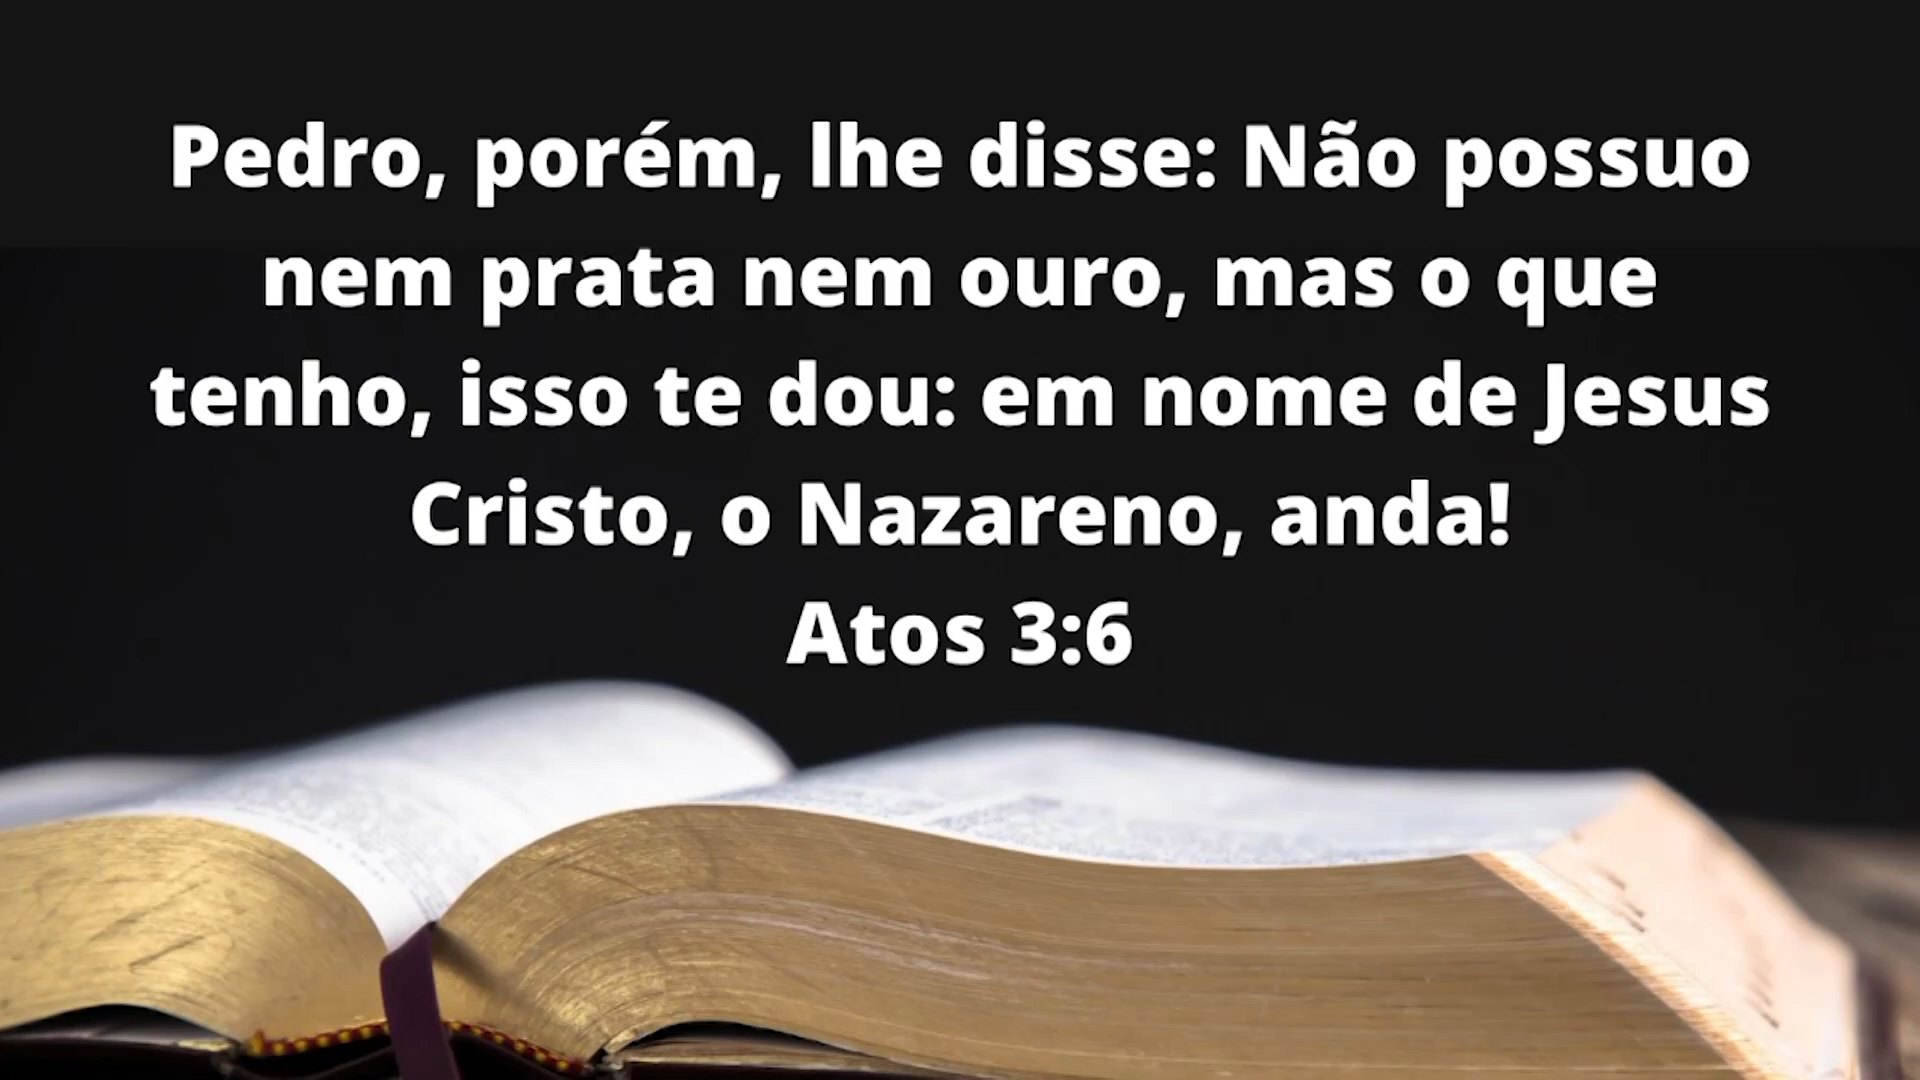 Pedro, porém, lhe disse: Não possuo
nem prata nem ouro, mas o que
tenho, isso te dou: em nome de Jesus
Cristo, o Nazareno, anda!
Atos 3:6